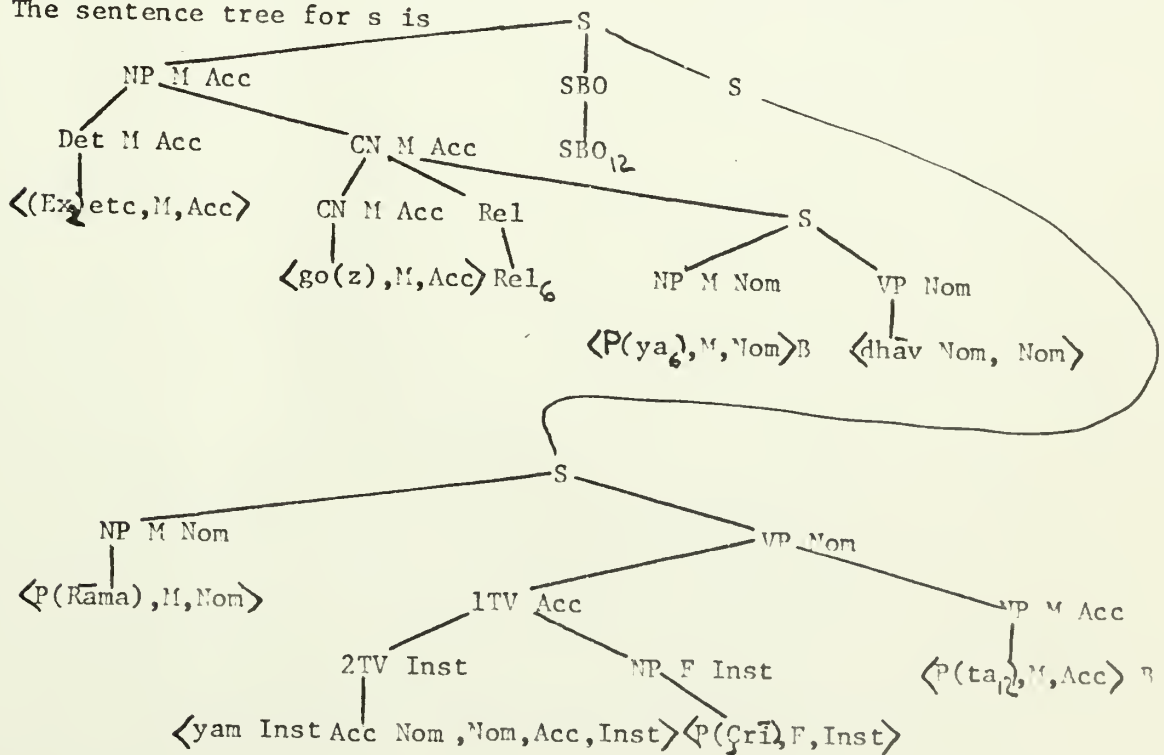 The sentence tree for s is
S
NP M Acc SBO S
Det M Acc CN M Acc SBO₁₂
<(Ex₂)etc,M,Acc> CN M Acc Rel S
<go(z),M,Acc> Rel₆ NP M Nom VP Nom
<P(ya₆),M,Nom>B <dhāv Nom, Nom>
S
NP M Nom VP Nom
<P(Rāma),M,Nom> 1TV Acc NP M Acc
2TV Inst NP F Inst <P(ta₁₂),M,Acc> B
<yam Inst Acc Nom ,Nom,Acc,Inst> <P(Çrī),F,Inst>